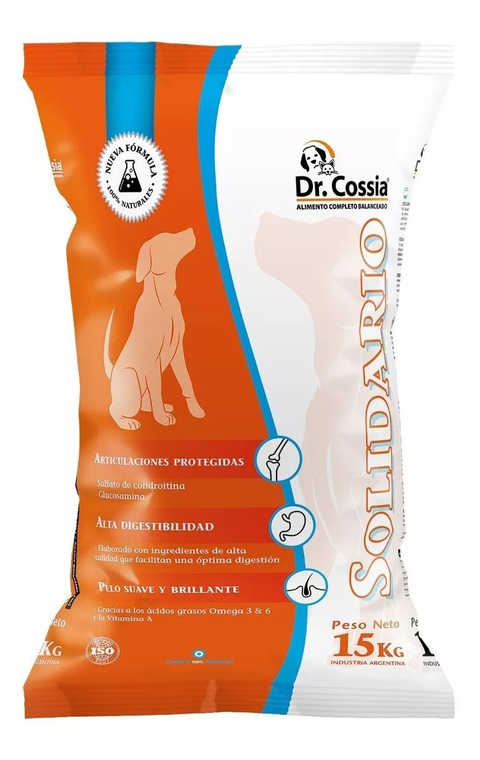 NUEVA FÓRMULA
100% NATURALES
Dr. Cossia®
ALIMENTO COMPLETO BALANCEADO
SOLIDARIO
ARTICULACIONES PROTEGIDAS
-Sulfato de condroitina
-Glucosamina
ALTA DIGESTIBILIDAD
-Elaborado con ingredientes de alta
calidad que facilitan una óptima digestión
PELO SUAVE Y BRILLANTE
- Gracias a los ácidos grasos Omega 3 & 6
y la Vitamina A
Peso Neto
15KG
INDUSTRIA ARGENTINA
ISO
KG